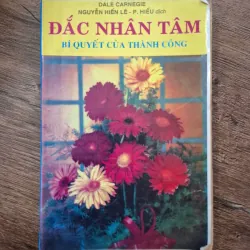 DALE CARNEGIE
NGUYỄN HIẾN LÊ - P. HIẾU dịch
ĐẮC NHÂN TÂM
BÍ QUYẾT CỦA THÀNH CÔNG